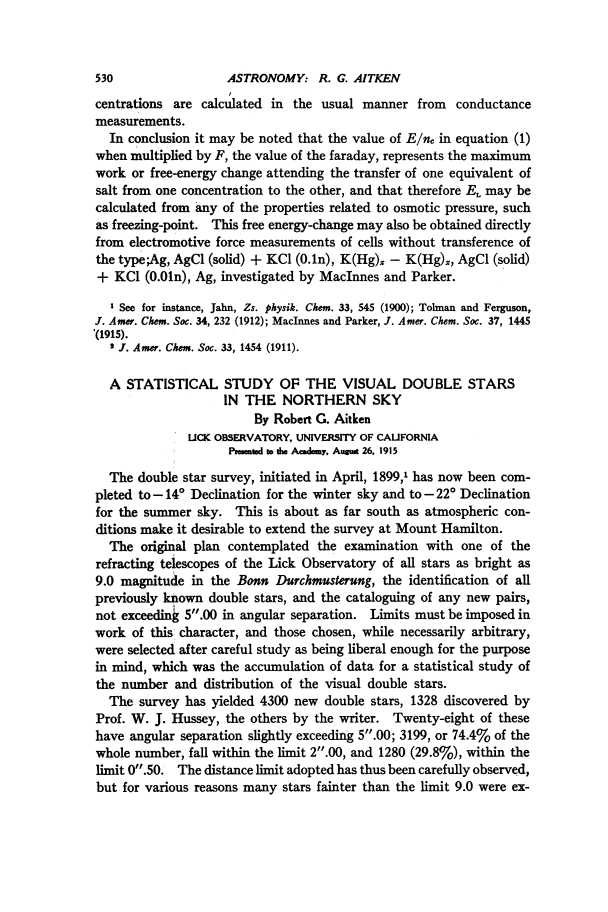 530 ASTRONOMY: R. G. AITKEN
centrations are calculated in the usual manner from conductance
measurements.
In conclusion it may be noted that the value of E/nₑ in equation (1)
when multiplied by F, the value of the faraday, represents the maximum
work or free-energy change attending the transfer of one equivalent of
salt from one concentration to the other, and that therefore E_L may be
calculated from any of the properties related to osmotic pressure, such
as freezing-point. This free energy-change may also be obtained directly
from electromotive force measurements of cells without transference of
the type;Ag, AgCl (solid) + KCl (0.1n), K(Hg)ₓ − K(Hg)ₓ, AgCl (solid)
+ KCl (0.01n), Ag, investigated by MacInnes and Parker.
¹ See for instance, Jahn, Zs. physik. Chem. 33, 545 (1900); Tolman and Ferguson,
J. Amer. Chem. Soc. 34, 232 (1912); MacInnes and Parker, J. Amer. Chem. Soc. 37, 1445
(1915).
² J. Amer. Chem. Soc. 33, 1454 (1911).
A STATISTICAL STUDY OF THE VISUAL DOUBLE STARS
IN THE NORTHERN SKY
By Robert G. Aitken
LICK OBSERVATORY, UNIVERSITY OF CALIFORNIA
Presented to the Academy, August 26, 1915
The double star survey, initiated in April, 1899,¹ has now been com-
pleted to −14° Declination for the winter sky and to −22° Declination
for the summer sky. This is about as far south as atmospheric con-
ditions make it desirable to extend the survey at Mount Hamilton.
The original plan contemplated the examination with one of the
refracting telescopes of the Lick Observatory of all stars as bright as
9.0 magnitude in the Bonn Durchmusterung, the identification of all
previously known double stars, and the cataloguing of any new pairs,
not exceeding 5″.00 in angular separation. Limits must be imposed in
work of this character, and those chosen, while necessarily arbitrary,
were selected after careful study as being liberal enough for the purpose
in mind, which was the accumulation of data for a statistical study of
the number and distribution of the visual double stars.
The survey has yielded 4300 new double stars, 1328 discovered by
Prof. W. J. Hussey, the others by the writer. Twenty-eight of these
have angular separation slightly exceeding 5″.00; 3199, or 74.4% of the
whole number, fall within the limit 2″.00, and 1280 (29.8%), within the
limit 0″.50. The distance limit adopted has thus been carefully observed,
but for various reasons many stars fainter than the limit 9.0 were ex-